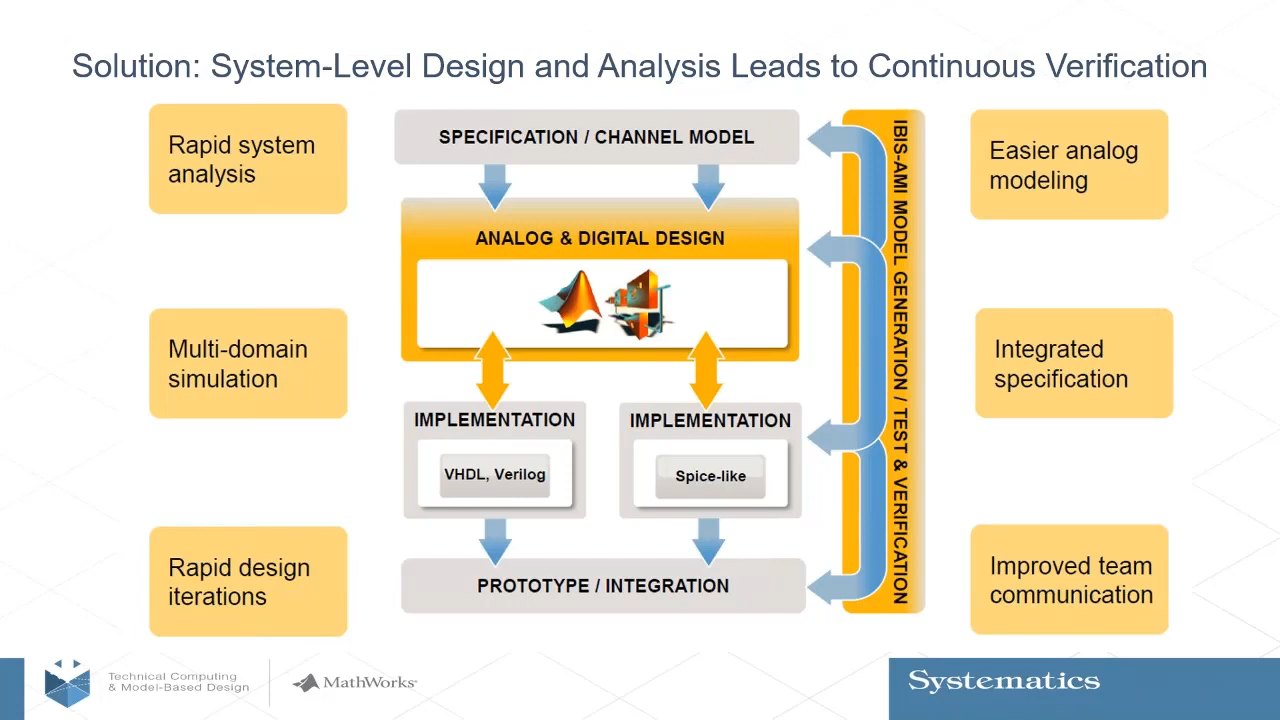 Solution: System-Level Design and Analysis Leads to Continuous Verification
Rapid system
analysis
Multi-domain
simulation
Rapid design
iterations
SPECIFICATION / CHANNEL MODEL
ANALOG & DIGITAL DESIGN
IMPLEMENTATION
VHDL, Verilog
IMPLEMENTATION
Spice-like
PROTOTYPE / INTEGRATION
IBIS-AMI MODEL GENERATION / TEST & VERIFICATION
Easier analog
modeling
Integrated
specification
Improved team
communication
Technical Computing
& Model-Based Design
MathWorks®
Systematics